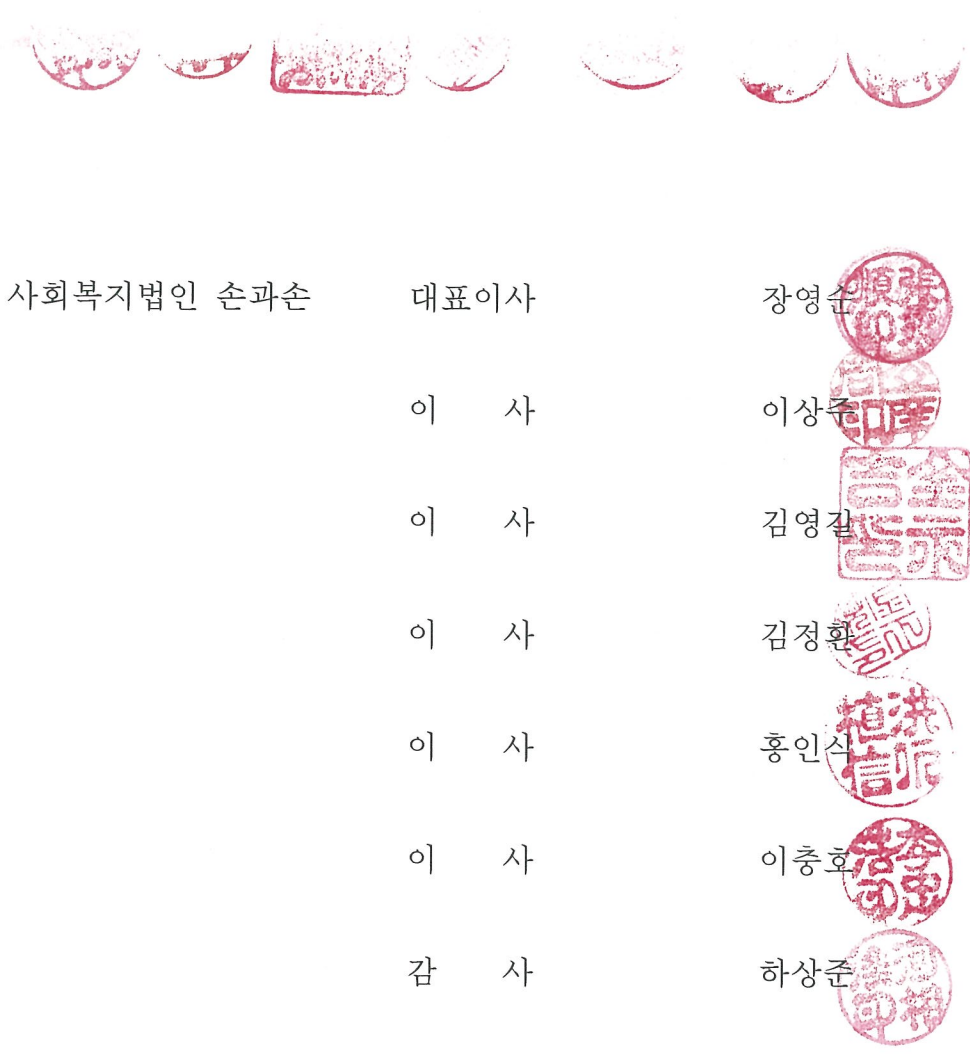 사회복지법인 손과손 대표이사 장영순
이 사 이상주
이 사 김영길
이 사 김정환
이 사 홍인식
이 사 이충호
감 사 하상준